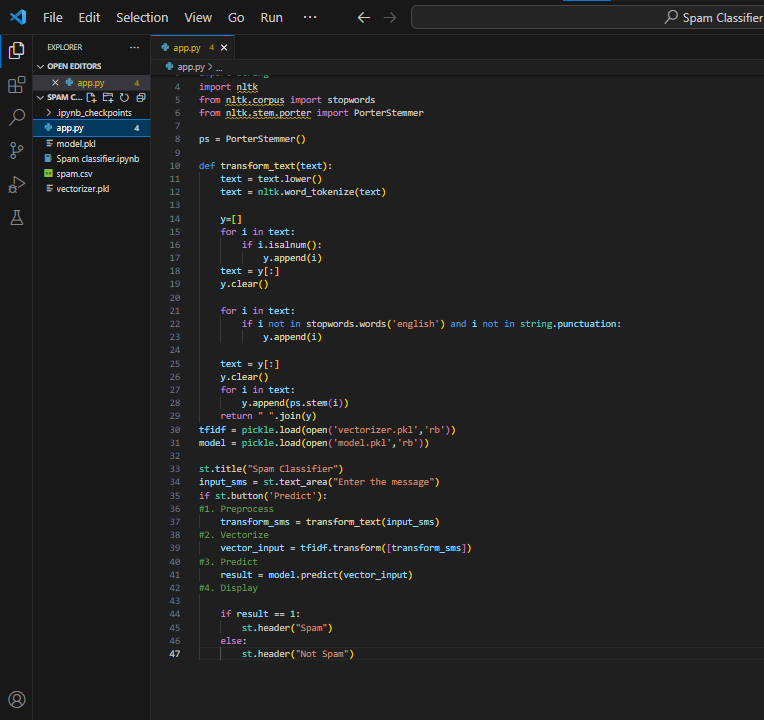 File Edit Selection View Go Run ··· Spam Classifier
EXPLORER ···
OPEN EDITORS
app.py 4
SPAM C...
.ipynb_checkpoints
app.py 4
model.pkl
Spam classifier.ipynb
spam.csv
vectorizer.pkl
app.py 4
app.py > ...
3 import string
4 import nltk
5 from nltk.corpus import stopwords
6 from nltk.stem.porter import PorterStemmer
7
8 ps = PorterStemmer()
9
10 def transform_text(text):
11 text = text.lower()
12 text = nltk.word_tokenize(text)
13
14 y=[]
15 for i in text:
16 if i.isalnum():
17 y.append(i)
18 text = y[:]
19 y.clear()
20
21 for i in text:
22 if i not in stopwords.words('english') and i not in string.punctuation:
23 y.append(i)
24
25 text = y[:]
26 y.clear()
27 for i in text:
28 y.append(ps.stem(i))
29 return " ".join(y)
30 tfidf = pickle.load(open('vectorizer.pkl','rb'))
31 model = pickle.load(open('model.pkl','rb'))
32
33 st.title("Spam Classifier")
34 input_sms = st.text_area("Enter the message")
35 if st.button('Predict'):
36 #1. Preprocess
37 transform_sms = transform_text(input_sms)
38 #2. Vectorize
39 vector_input = tfidf.transform([transform_sms])
40 #3. Predict
41 result = model.predict(vector_input)
42 #4. Display
43
44 if result == 1:
45 st.header("Spam")
46 else:
47 st.header("Not Spam")